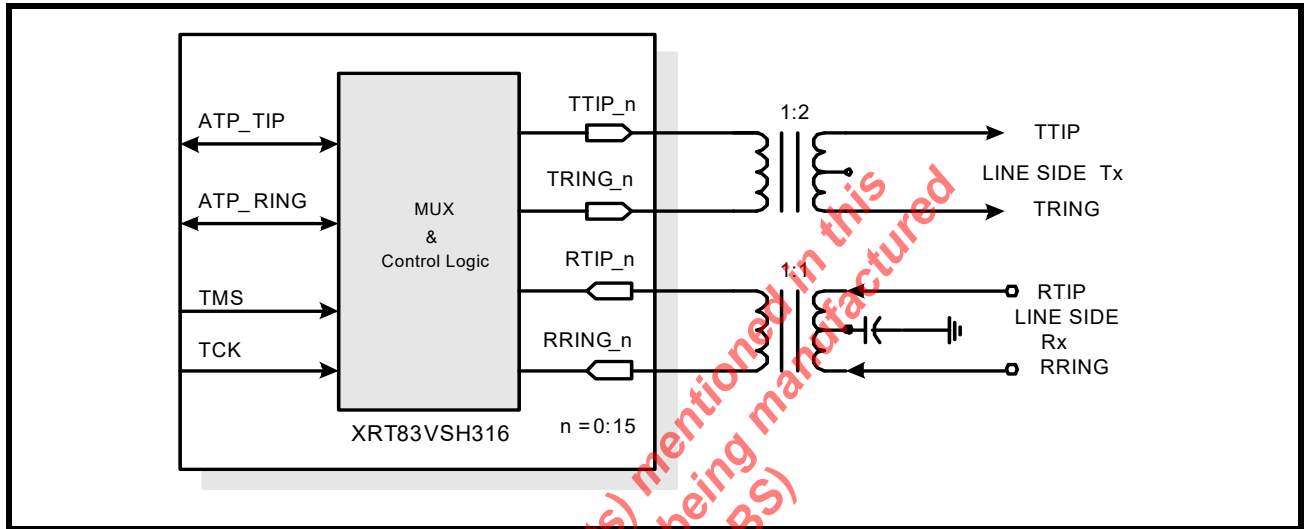 ATP_TIP
ATP_RING
TMS
TCK
MUX
&
Control Logic
XRT83VSH316
n =0:15
TTIP_n
TRING_n
RTIP_n
RRING_n
1:2
TTIP
LINE SIDE Tx
TRING
1:1
RTIP
LINE SIDE
Rx
RRING
s) mentioned in this
being manufactured
BS)